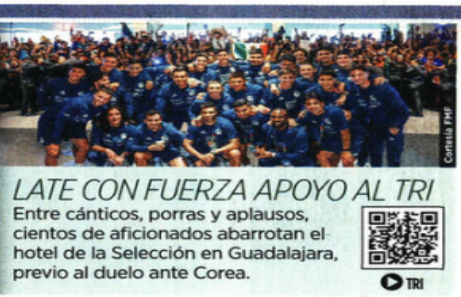 Cortesía FMF
LATE CON FUERZA APOYO AL TRI
Entre cánticos, porras y aplausos,
cientos de aficionados abarrotan el
hotel de la Selección en Guadalajara,
previo al duelo ante Corea.
TRI